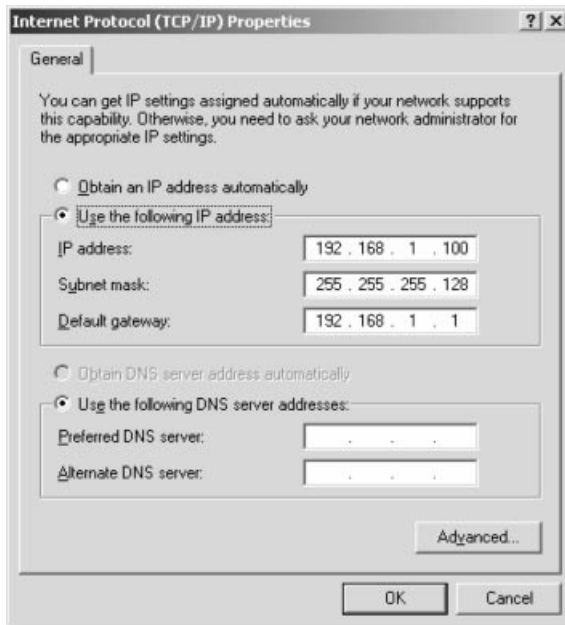 Internet Protocol (TCP/IP) Properties
General
You can get IP settings assigned automatically if your network supports
this capability. Otherwise, you need to ask your network administrator for
the appropriate IP settings.
Obtain an IP address automatically
Use the following IP address:
IP address: 192 . 168 . 1 . 100
Subnet mask: 255 . 255 . 255 . 128
Default gateway: 192 . 168 . 1 . 1
Obtain DNS server address automatically
Use the following DNS server addresses:
Preferred DNS server: . . .
Alternate DNS server: . . .
Advanced...
OK Cancel